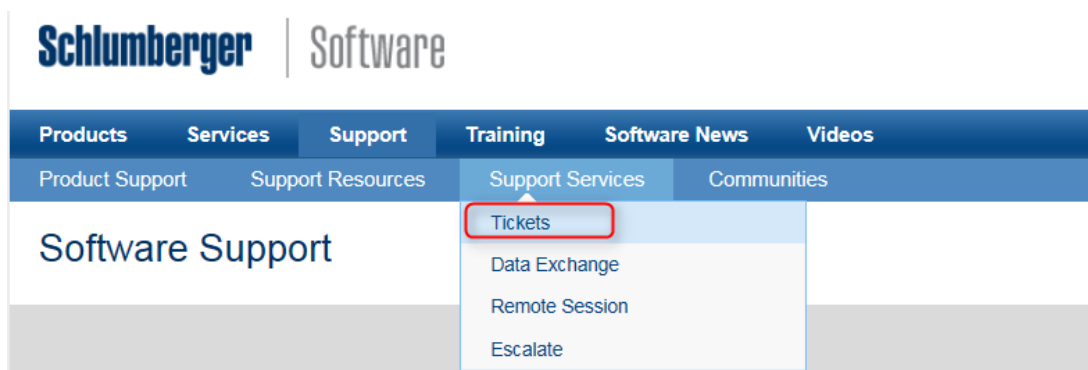 Schlumberger Software
Products Services Support Training Software News Videos
Product Support Support Resources Support Services Communities
Tickets
Software Support
Data Exchange
Remote Session
Escalate